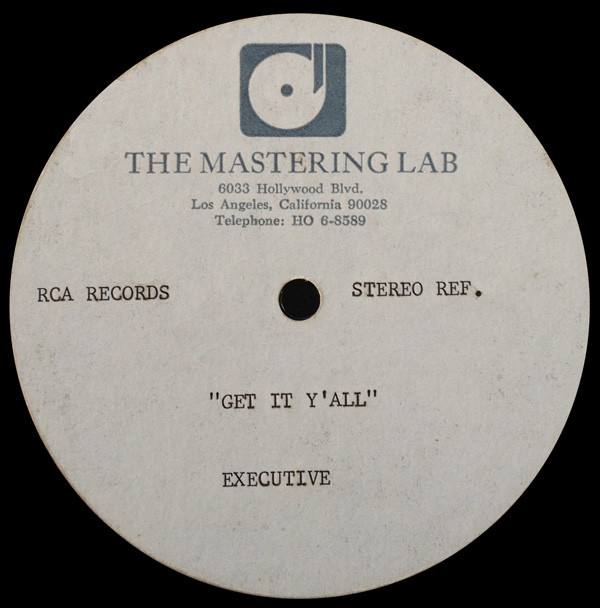 THE MASTERING LAB
6033 Hollywood Blvd.
Los Angeles, California 90028
Telephone: HO 6-8589
RCA RECORDS STEREO REF.
"GET IT Y'ALL"
EXECUTIVE